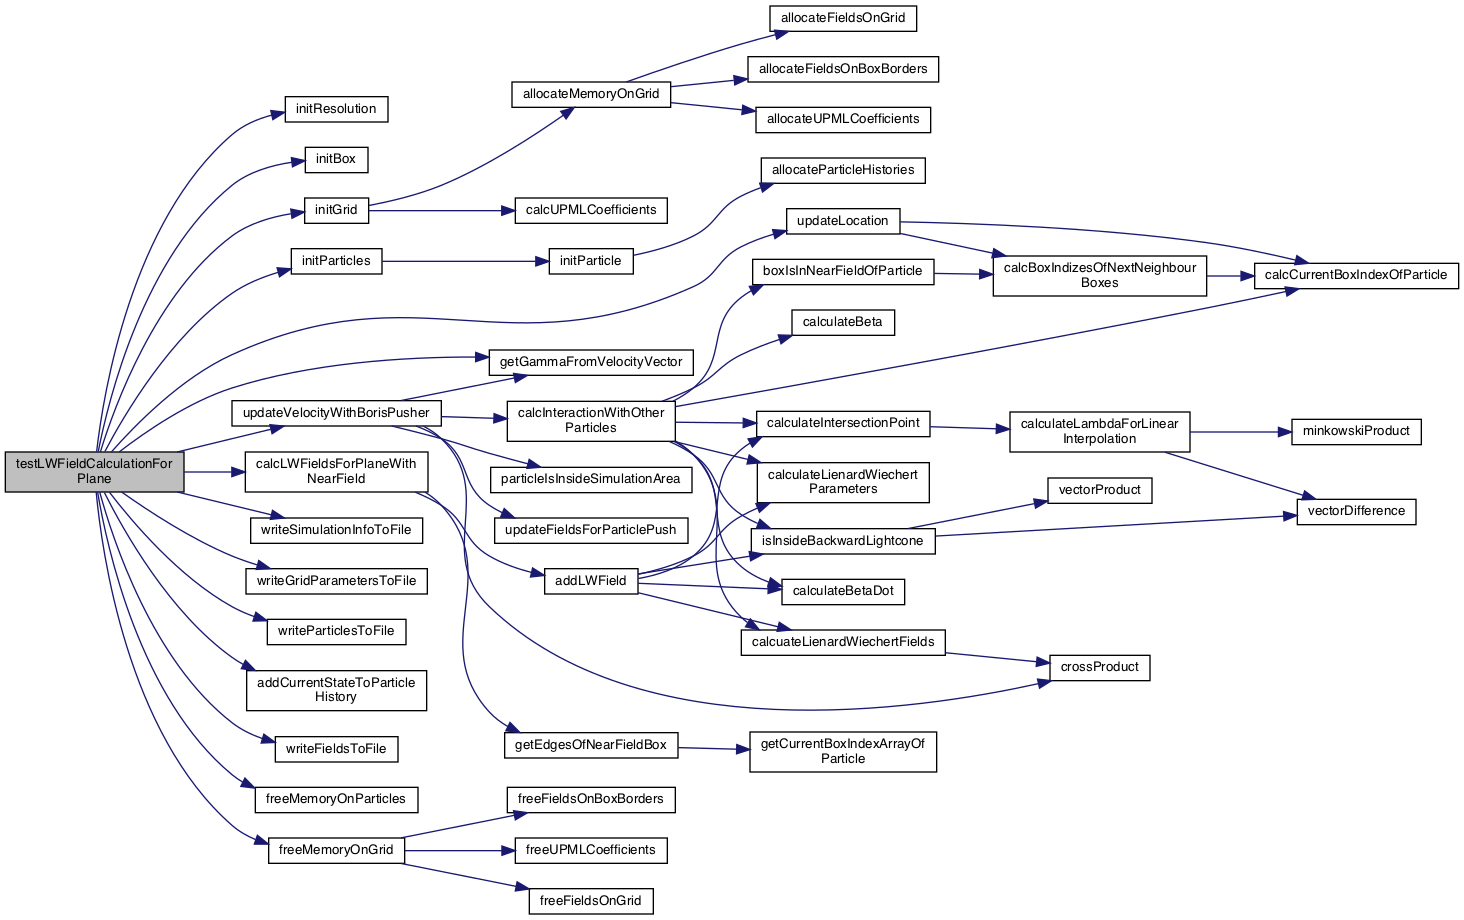 allocateFieldsOnGrid
allocateFieldsOnBoxBorders
allocateMemoryOnGrid
initResolution
allocateUPMLCoefficients
initBox
allocateParticleHistories
initGrid
calcUPMLCoefficients
updateLocation
initParticles
initParticle
boxIsInNearFieldOfParticle
calcBoxIndizesOfNextNeighbour
Boxes
calcCurrentBoxIndexOfParticle
calculateBeta
getGammaFromVelocityVector
updateVelocityWithBorisPusher
calcInteractionWithOther
Particles
calculateIntersectionPoint
calculateLambdaForLinear
Interpolation
minkowskiProduct
testLWFieldCalculationFor
Plane
calcLWFieldsForPlaneWith
NearField
particleIsInsideSimulationArea
calculateLienardWiechert
Parameters
vectorProduct
vectorDifference
writeSimulationInfoToFile
updateFieldsForParticlePush
isInsideBackwardLightcone
writeGridParametersToFile
addLWField
calculateBetaDot
writeParticlesToFile
calcuateLienardWiechertFields
crossProduct
addCurrentStateToParticle
History
writeFieldsToFile
getEdgesOfNearFieldBox
getCurrentBoxIndexArrayOf
Particle
freeMemoryOnParticles
freeFieldsOnBoxBorders
freeMemoryOnGrid
freeUPMLCoefficients
freeFieldsOnGrid